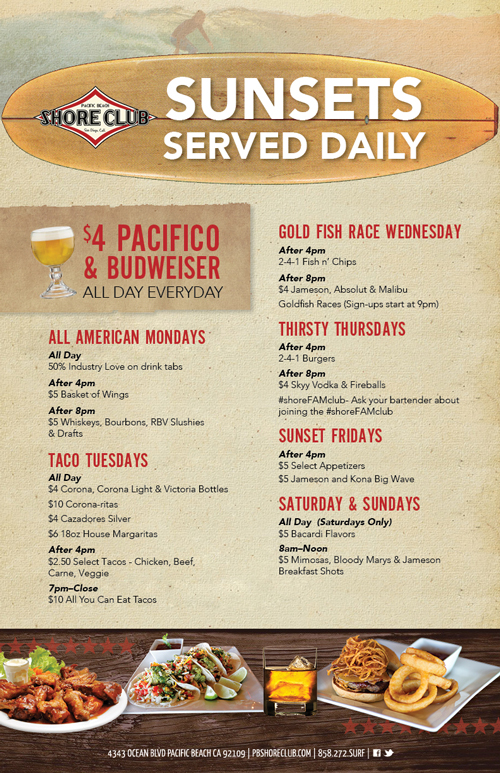 PACIFIC BEACH
SHORE CLUB
San Diego, Cali
SUNSETS
SERVED DAILY
$4 PACIFICO
& BUDWEISER
ALL DAY EVERYDAY
ALL AMERICAN MONDAYS
All Day
50% Industry Love on drink tabs
After 4pm
$5 Basket of Wings
After 8pm
$5 Whiskeys, Bourbons, RBV Slushies
& Drafts
TACO TUESDAYS
All Day
$4 Corona, Corona Light & Victoria Bottles
$10 Corona-ritas
$4 Cazadores Silver
$6 18oz House Margaritas
After 4pm
$2.50 Select Tacos - Chicken, Beef,
Carne, Veggie
7pm–Close
$10 All You Can Eat Tacos
GOLD FISH RACE WEDNESDAY
After 4pm
2-4-1 Fish n' Chips
After 8pm
$4 Jameson, Absolut & Malibu
Goldfish Races (Sign-ups start at 9pm)
THIRSTY THURSDAYS
After 4pm
2-4-1 Burgers
After 8pm
$4 Skyy Vodka & Fireballs
#shoreFAMclub- Ask your bartender about
joining the #shoreFAMclub
SUNSET FRIDAYS
After 4pm
$5 Select Appetizers
$5 Jameson and Kona Big Wave
SATURDAY & SUNDAYS
All Day (Saturdays Only)
$5 Bacardi Flavors
8am–Noon
$5 Mimosas, Bloody Marys & Jameson
Breakfast Shots
4343 OCEAN BLVD PACIFIC BEACH CA 92109 | PBSHORECLUB.COM | 858.272.SURF |